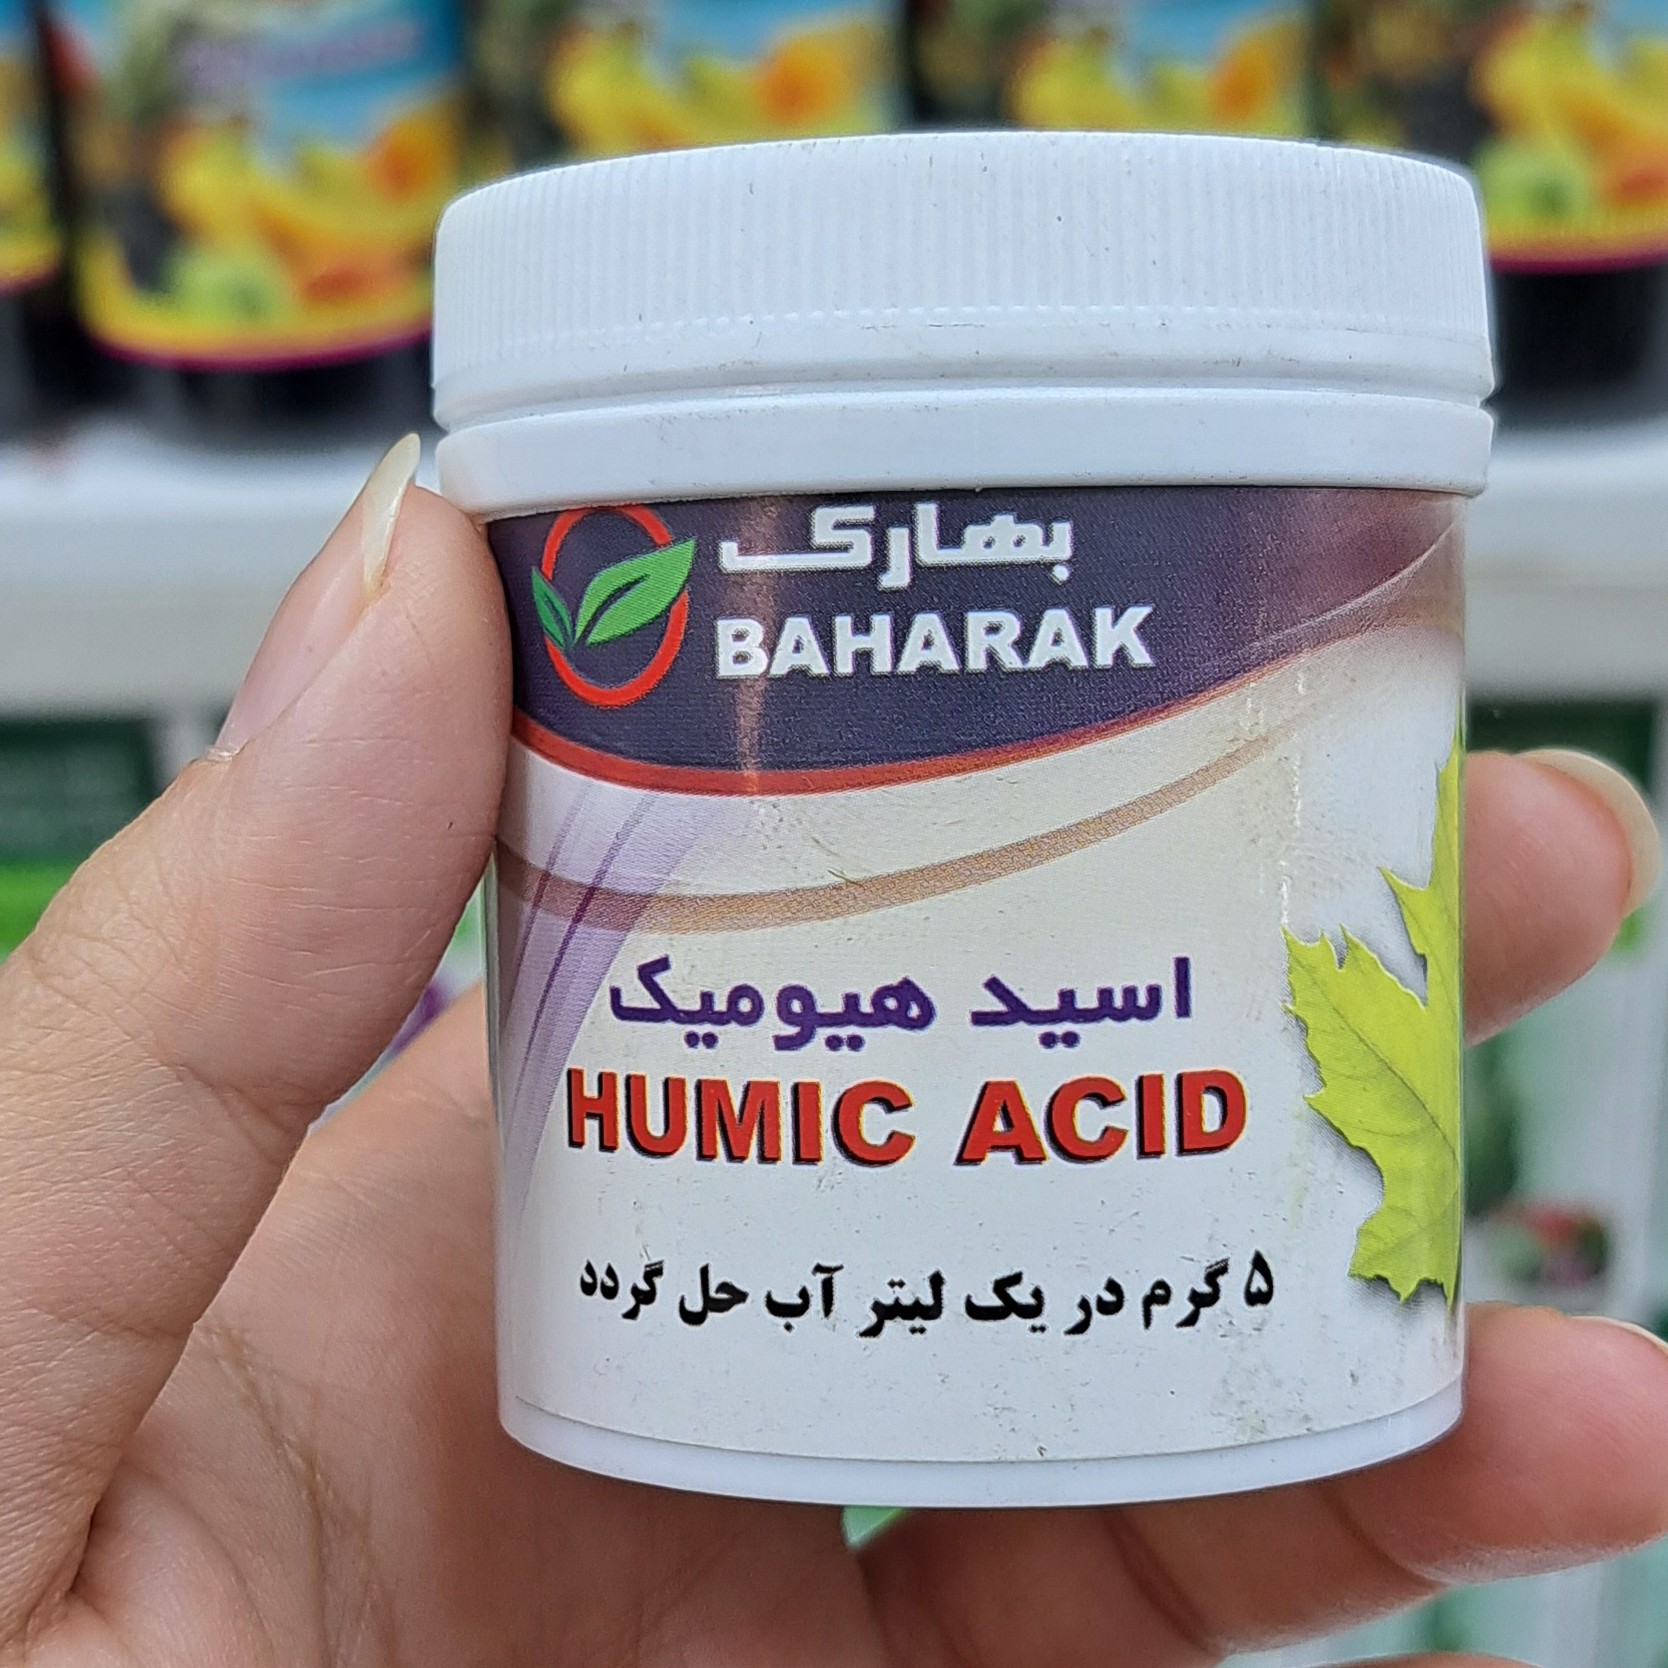 بهارک
BAHARAK
اسید هیومیک
HUMIC ACID
۵ گرم در یک لیتر آب حل گردد